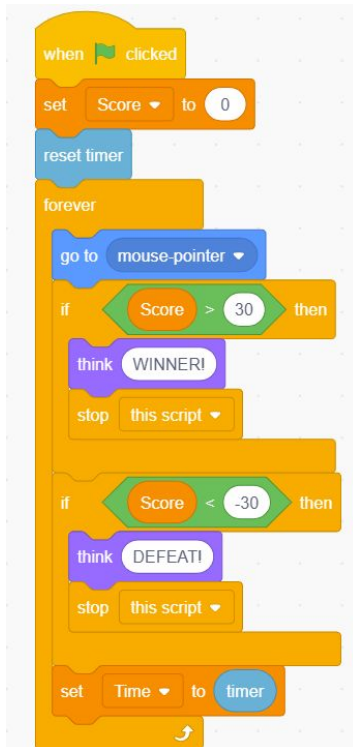 when clicked
set Score to 0
reset timer
forever
go to mouse-pointer
if Score > 30 then
think WINNER!
stop this script
if Score < -30 then
think DEFEAT!
stop this script
set Time to timer